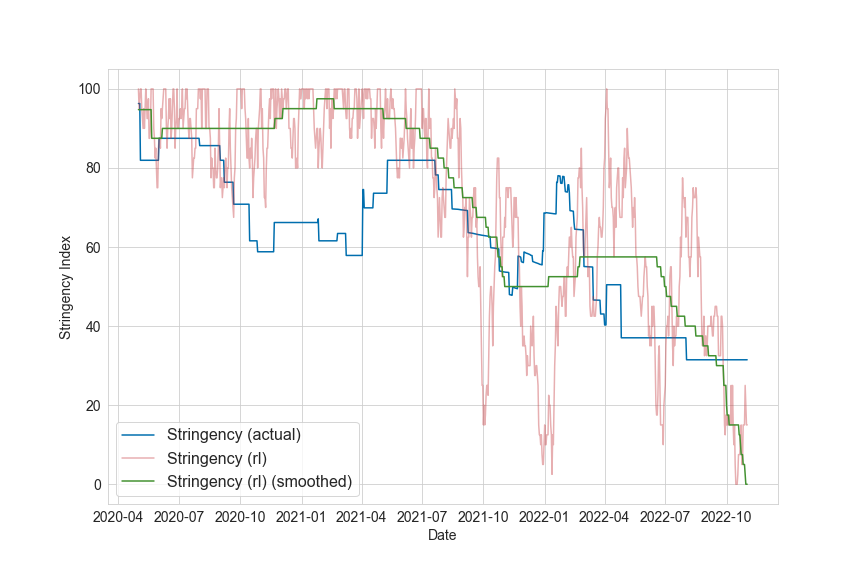 100
80
60
40
20
0
Stringency Index
Stringency (actual)
Stringency (rl)
Stringency (rl) (smoothed)
2020-04 2020-07 2020-10 2021-01 2021-04 2021-07 2021-10 2022-01 2022-04 2022-07 2022-10
Date